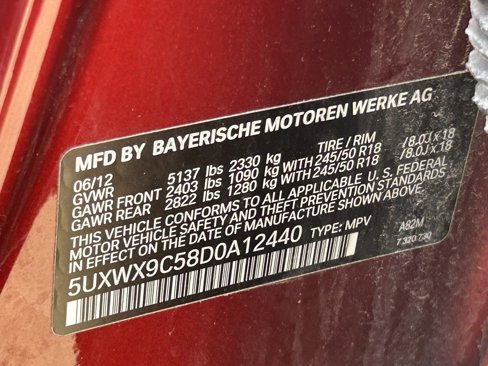 MFD BY BAYERISCHE MOTOREN WERKE AG
06/12 5137 lbs 2330 kg TIRE / RIM
GVWR
GAWR FRONT 2403 lbs 1090 kg WITH 245/50 R18 / 8.0J x 18
GAWR REAR 2822 lbs 1280 kg WITH 245/50 R18 / 8.0J x 18
THIS VEHICLE CONFORMS TO ALL APPLICABLE U. S. FEDERAL
MOTOR VEHICLE SAFETY AND THEFT PREVENTION STANDARDS
IN EFFECT ON THE DATE OF MANUFACTURE SHOWN ABOVE.
5UXWX9C58D0A12440 TYPE: MPV A82M
7 320 730